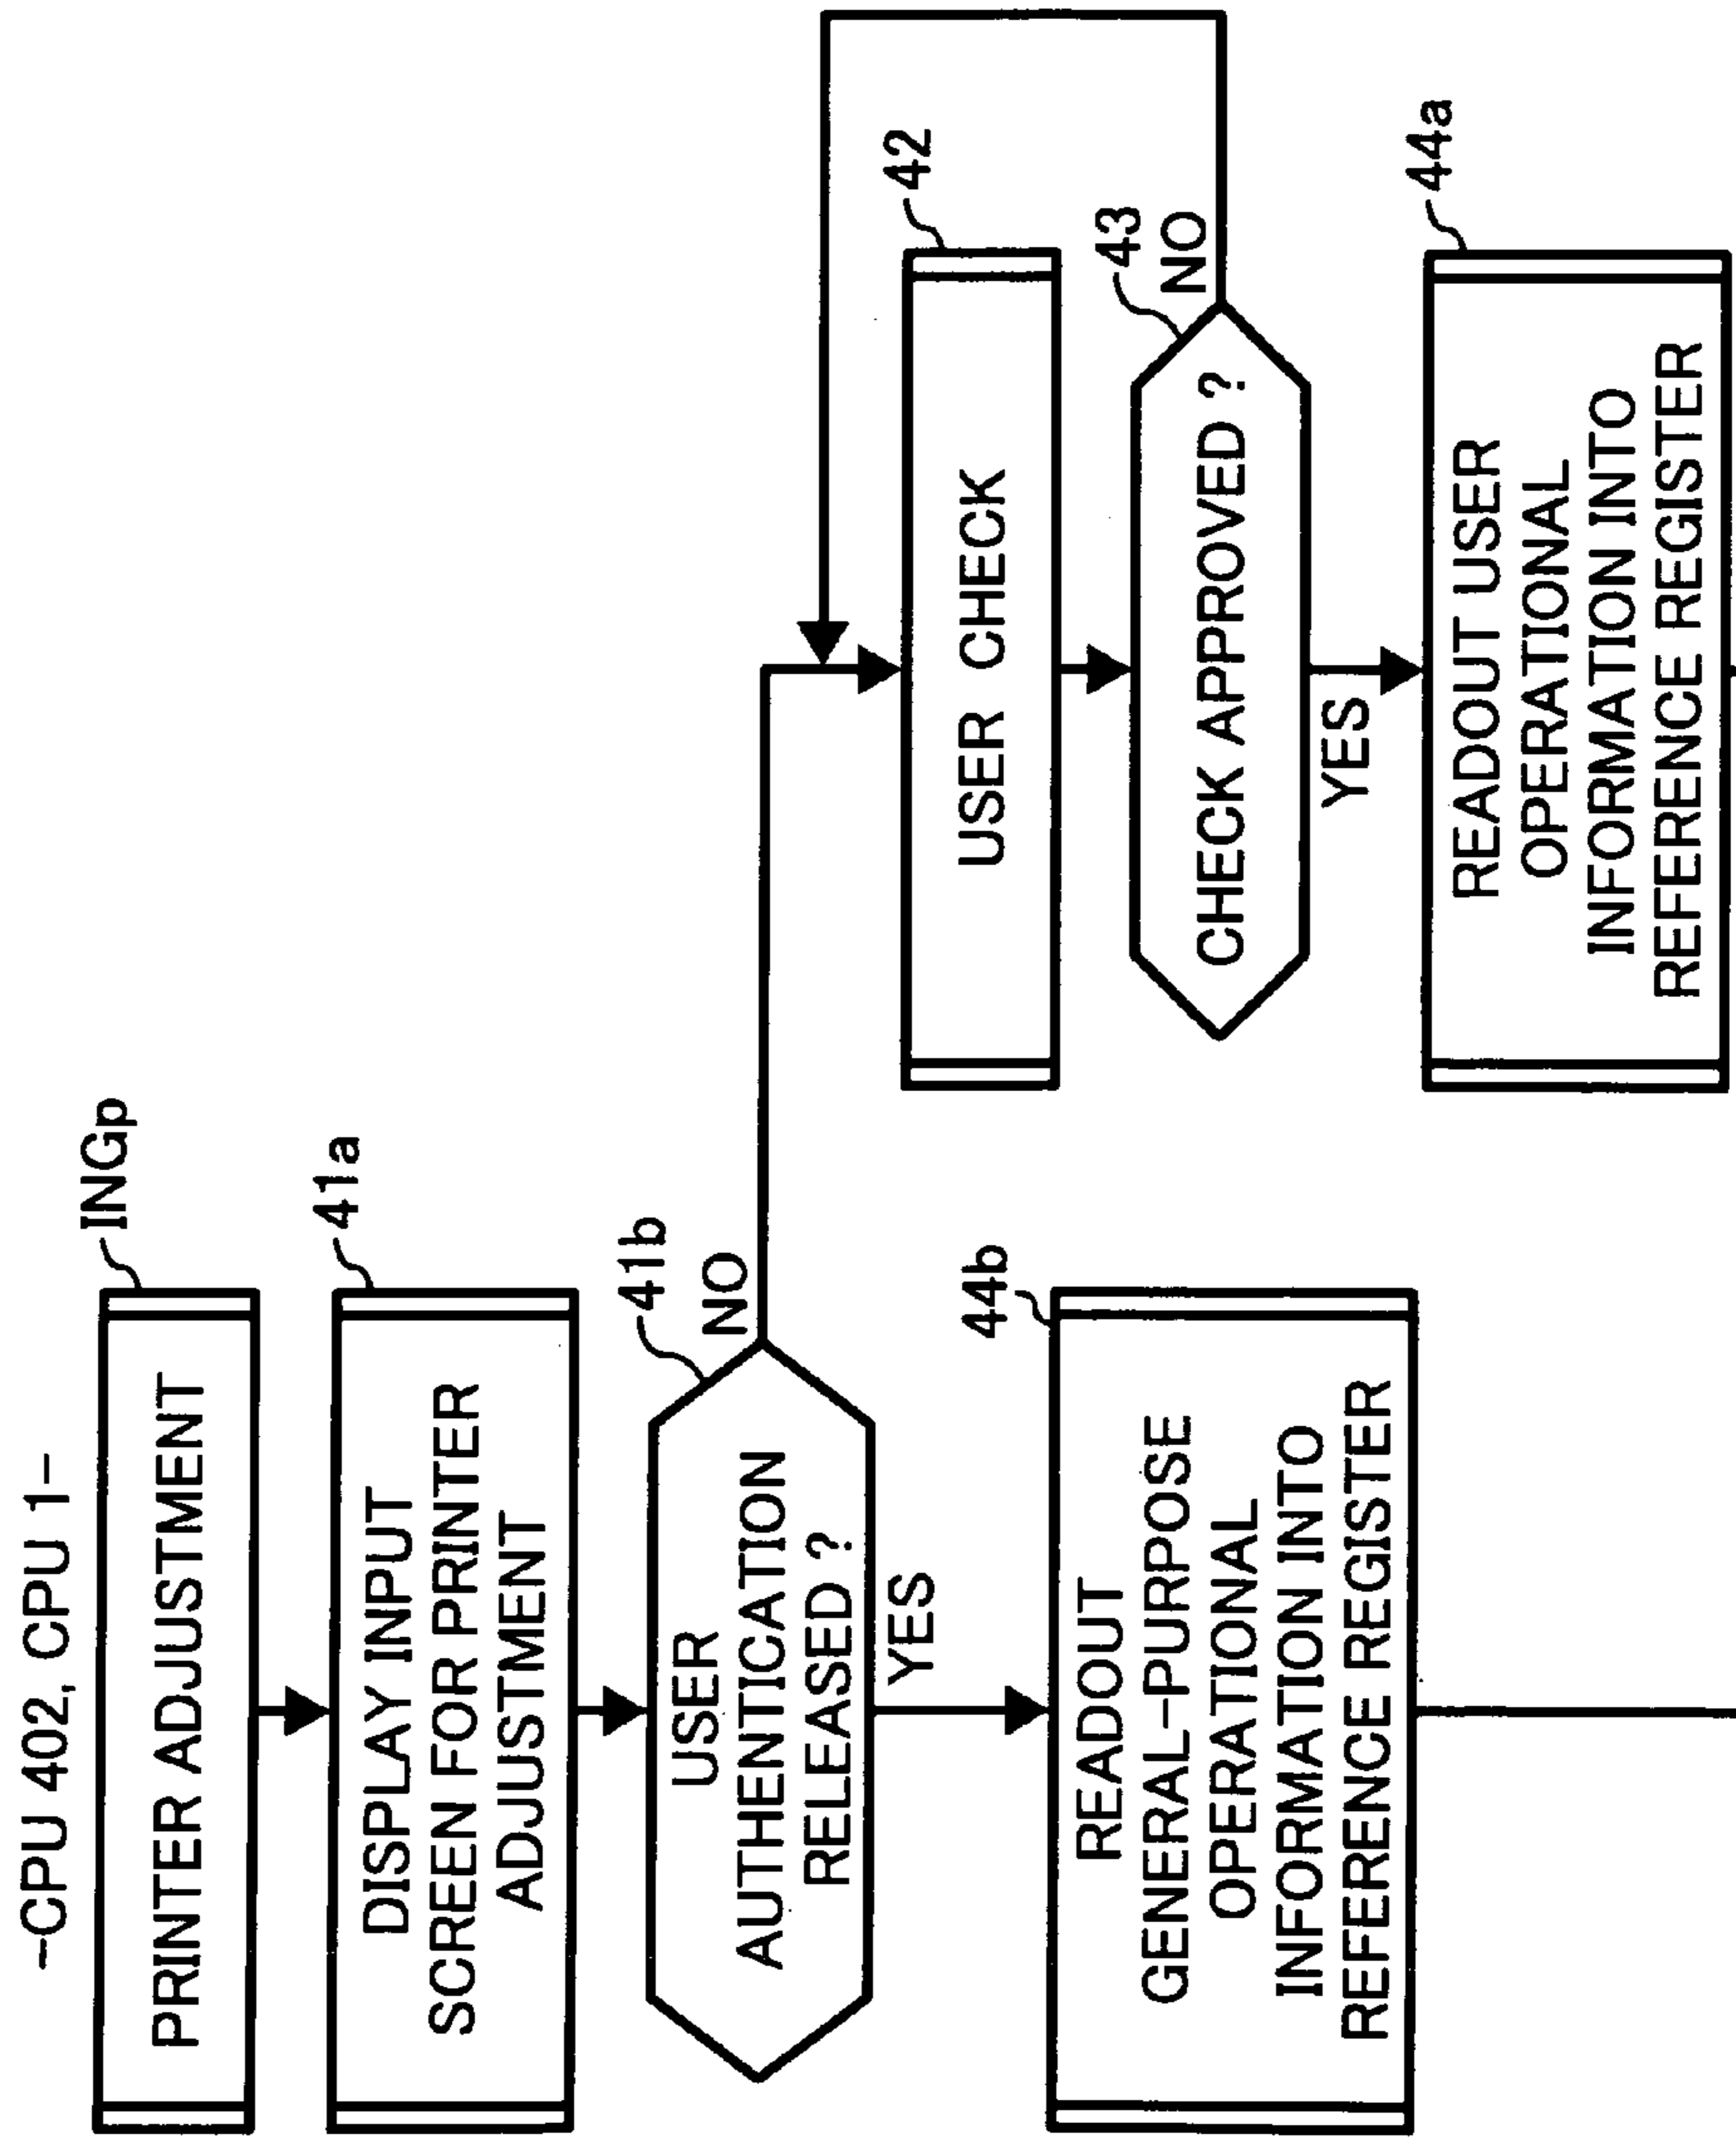 -CPU 402, CPU 1-
INGp
PRINTER ADJUSTMENT
41a
DISPLAY INPUT
SCREEN FOR PRINTER
ADJUSTMENT
41b
USER
AUTHENTICATION
RELEASED ?
NO
YES
44b
READOUT
GENERAL-PURPOSE
OPERATIONAL
INFORMATION INTO
REFERENCE REGISTER
42
USER CHECK
43
CHECK APPROVED ?
NO
YES
44a
READOUT USER
OPERATIONAL
INFORMATION INTO
REFERENCE REGISTER